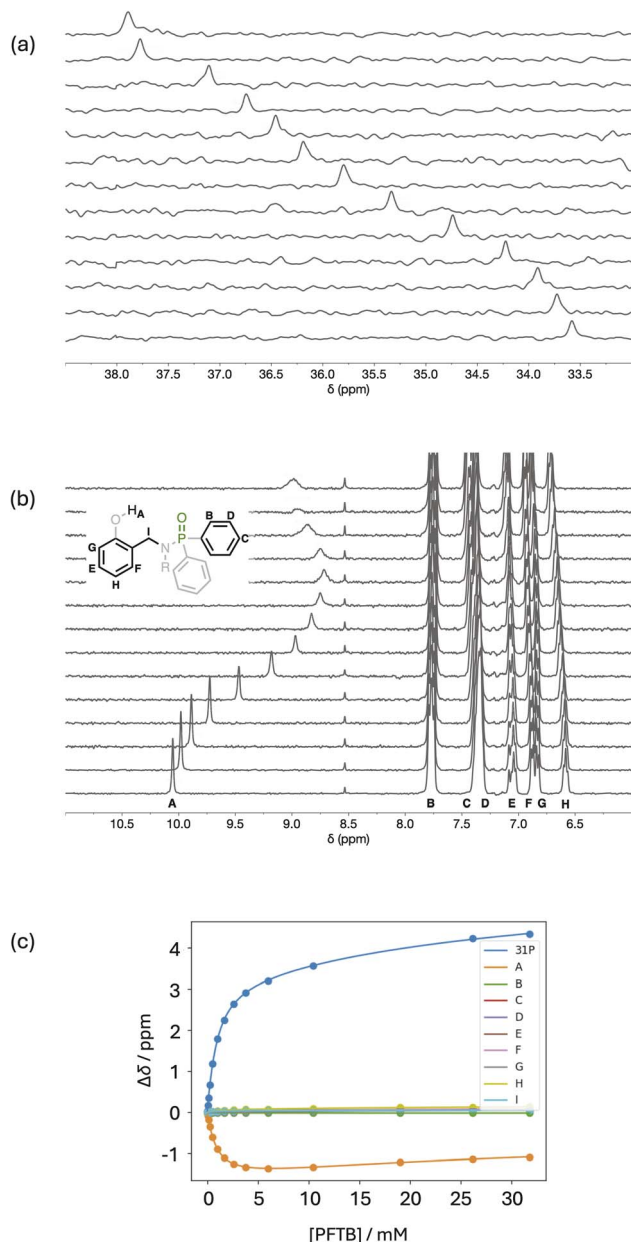 (a)
38.0 37.5 37.0 36.5 36.0 35.5 35.0 34.5 34.0 33.5
δ (ppm)
(b)
H A
O
I
O
P
N
R
B
D
C
G
E
F
H
A B C D E F G H
10.5 10.0 9.5 9.0 8.5 8.0 7.5 7.0 6.5
δ (ppm)
(c)
4
3
2
1
0
-1
Δδ / ppm
31P
A
B
C
D
E
F
G
H
I
0 5 10 15 20 25 30
[PFTB] / mM